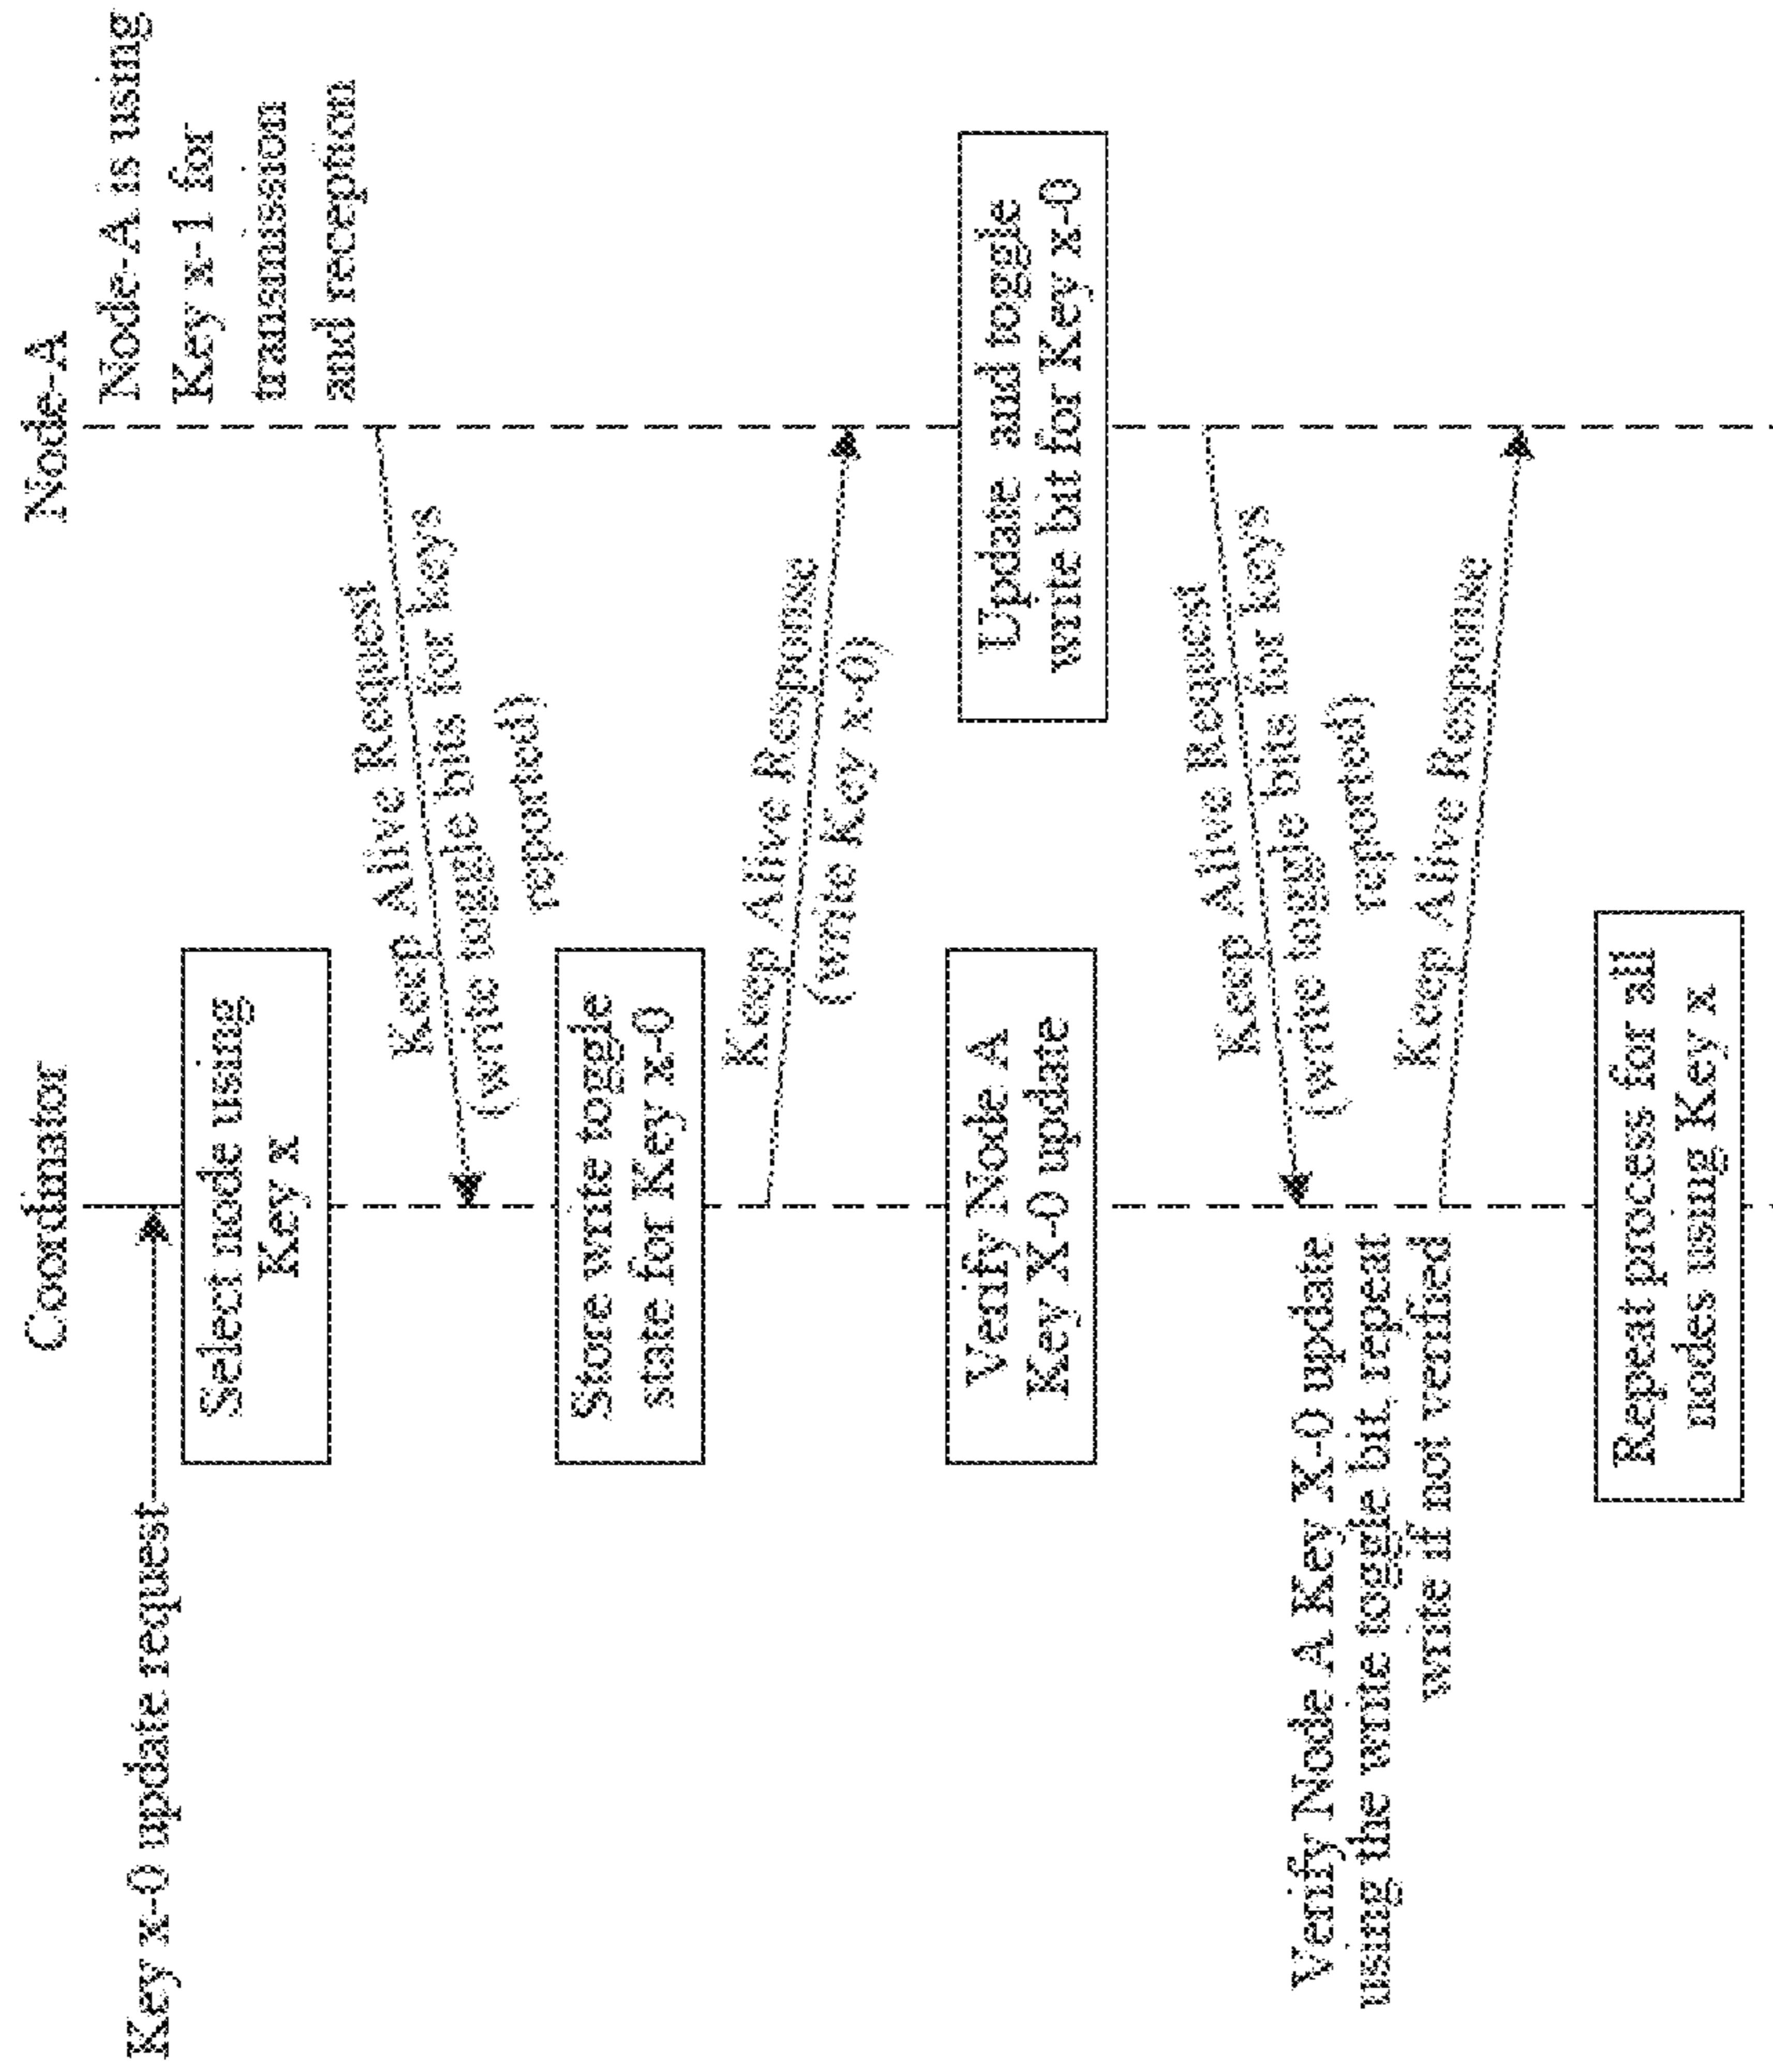 Coordinator
Node-A
Key x-0 update request
Node-A is using
Key x-1 for
transmission
and reception
Select node using
Key x
Keep Alive Request
(write toggle bits for keys
reported)
Store write toggle
state for Key x-0
Keep Alive Response
(write Key x-0)
Verify Node A
Key X-0 update
Update and toggle
write bit for Key x-0
Keep Alive Request
(write toggle bits for keys
reported)
Verify Node A Key X-0 update
using the write toggle bit, repeat
write if not verified
Keep Alive Response
Repeat process for all
nodes using Key x